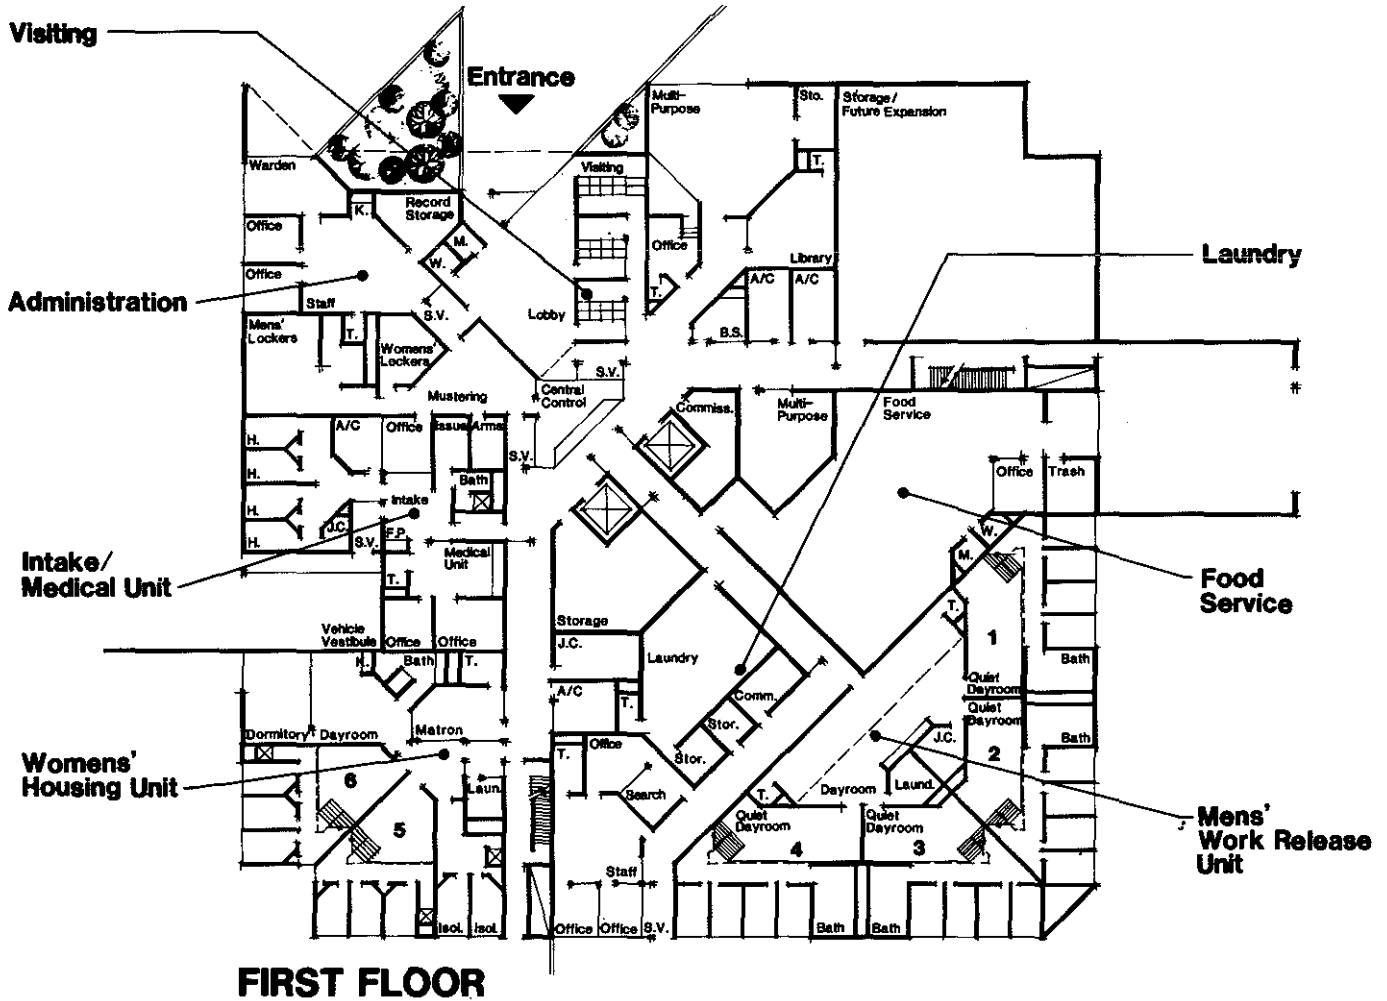 Visiting
Entrance
Multi-
Purpose
Sto.
Storage/
Future Expansion
Warden
Visiting
T.
K.
Record
Storage
Office
M.
Office
W.
Library
Laundry
Office
A/C
A/C
Administration
Staff
T.
S.V.
Lobby
Mens'
Lockers
T.
Womens'
Lockers
B.S.
S.V.
Mustering
Central
Control
Commiss.
Multi-
Purpose
Food
Service
H.
A/C
Office
Issue
Arms
S.V.
H.
Bath
Office
Trash
Intake
H.
J.C.
F.P.
W.
H.
S.V.
Medical
Unit
M.
Intake/
Medical Unit
T.
Food
Service
T.
Storage
Vehicle
Vestibule
Office
Office
J.C.
1
K.
Bath
T.
Laundry
Bath
Quiet
Dayroom
A/C
T.
Comm.
Quiet
Dayroom
Stor.
Dormitory
Dayroom
Matron
J.C.
Bath
T.
Office
Stor.
2
Womens'
Housing Unit
6
Laun.
Search
T.
Dayroom
Laund.
5
Quiet
Dayroom
4
Quiet
Dayroom
3
Mens'
Work Release
Unit
Staff
Isol.
Isol.
Office
Office
S.V.
Bath
Bath
FIRST FLOOR